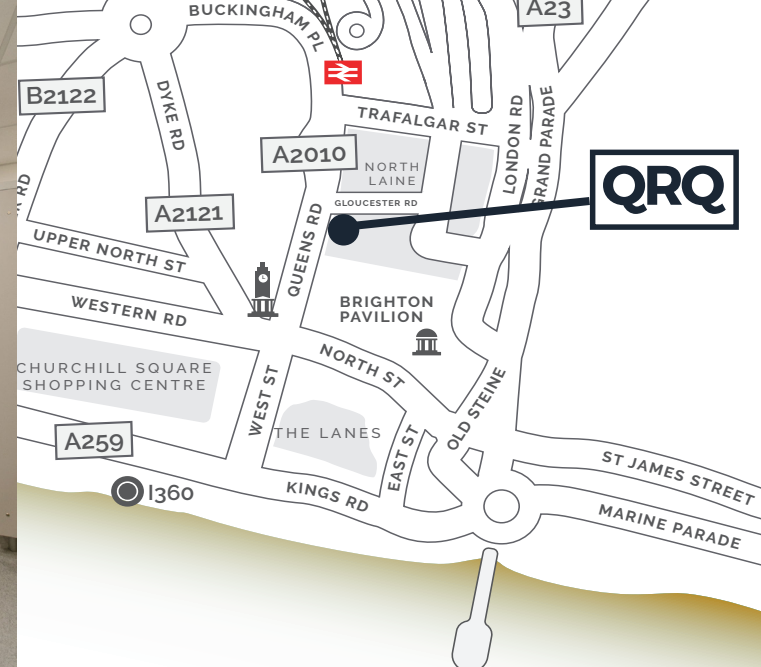 A23
BUCKINGHAM PL
B2122
DYKE RD
TRAFALGAR ST
LONDON RD
GRAND PARADE
A2010
NORTH
LAINE
QRQ
GLOUCESTER RD
RD
A2121
QUEENS RD
UPPER NORTH ST
WESTERN RD
BRIGHTON
PAVILION
CHURCHILL SQUARE
SHOPPING CENTRE
NORTH ST
WEST ST
OLD STEINE
THE LANES
EAST ST
A259
I360
KINGS RD
ST JAMES STREET
MARINE PARADE